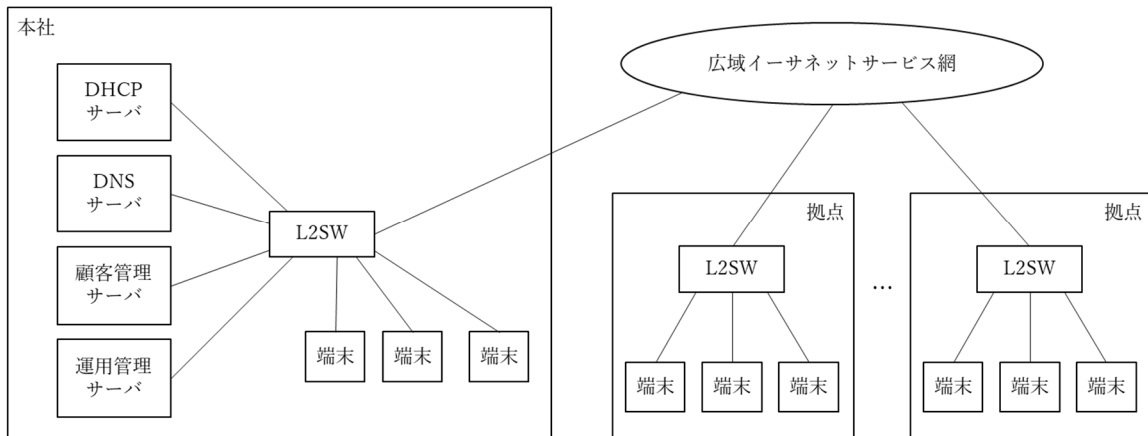 本社
DHCP
サーバ
DNS
サーバ
顧客管理
サーバ
運用管理
サーバ
L2SW
端末
端末
端末
広域イーサネットサービス網
拠点
L2SW
端末
端末
端末
…
拠点
L2SW
端末
端末
端末